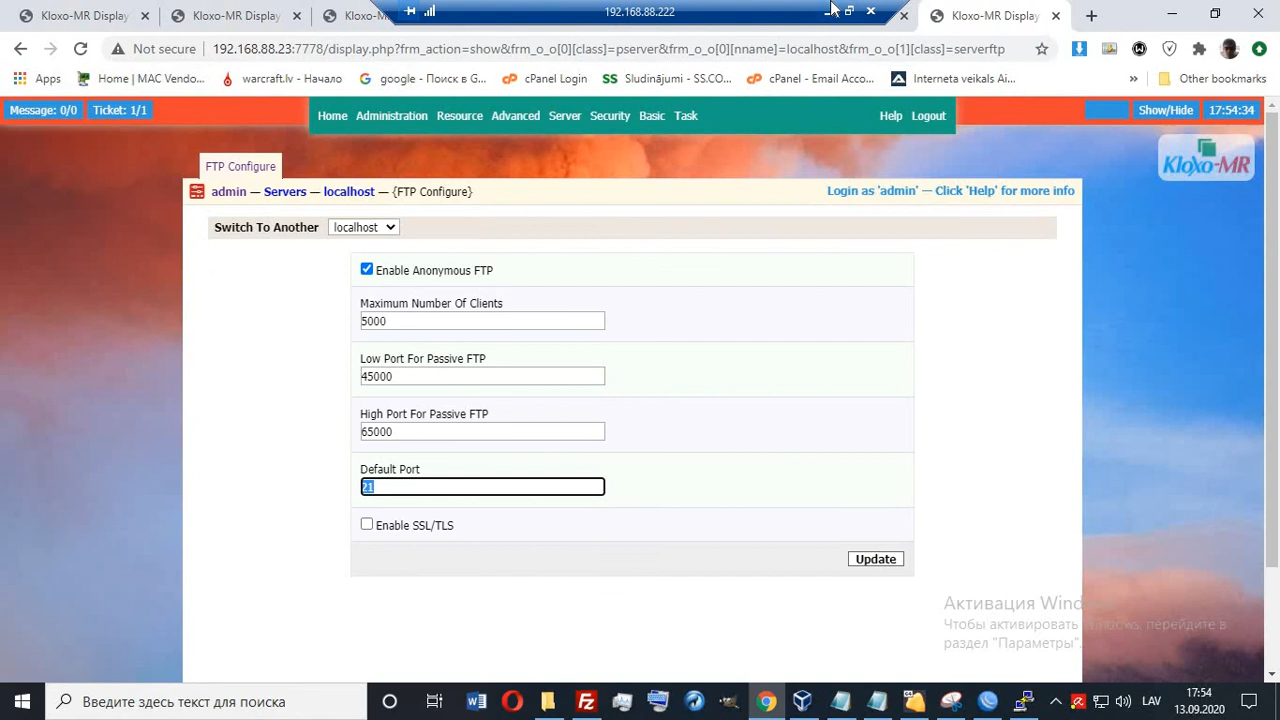 192.168.88.222
Kloxo-MR Display
Kloxo-MR Display
Kloxo-MR
Kloxo-MR Display
Not secure 192.168.88.23:7778/display.php?frm_action=show&frm_o_o[0][class]=pserver&frm_o_o[0][nname]=localhost&frm_o_o[1][class]=serverftp
Apps Home | MAC Vendo... warcraft.lv - Начало google - Поиск в G... cPanel Login Sludinājumi - SS.CO... cPanel - Email Acco... Interneta veikals Ai... » Other bookmarks
Message: 0/0 Ticket: 1/1 Home Administration Resource Advanced Server Security Basic Task Help Logout Show/Hide 17:54:34
Kloxo-MR
FTP Configure
admin — Servers — localhost — {FTP Configure} Login as 'admin' — Click 'Help' for more info
Switch To Another localhost
Enable Anonymous FTP
Maximum Number Of Clients
5000
Low Port For Passive FTP
45000
High Port For Passive FTP
65000
Default Port
21
Enable SSL/TLS
Update
Активация Wind
Чтобы активировать Windows, перейдите в
раздел "Параметры".
Введите здесь текст для поиска
LAV
17:54
13.09.2020